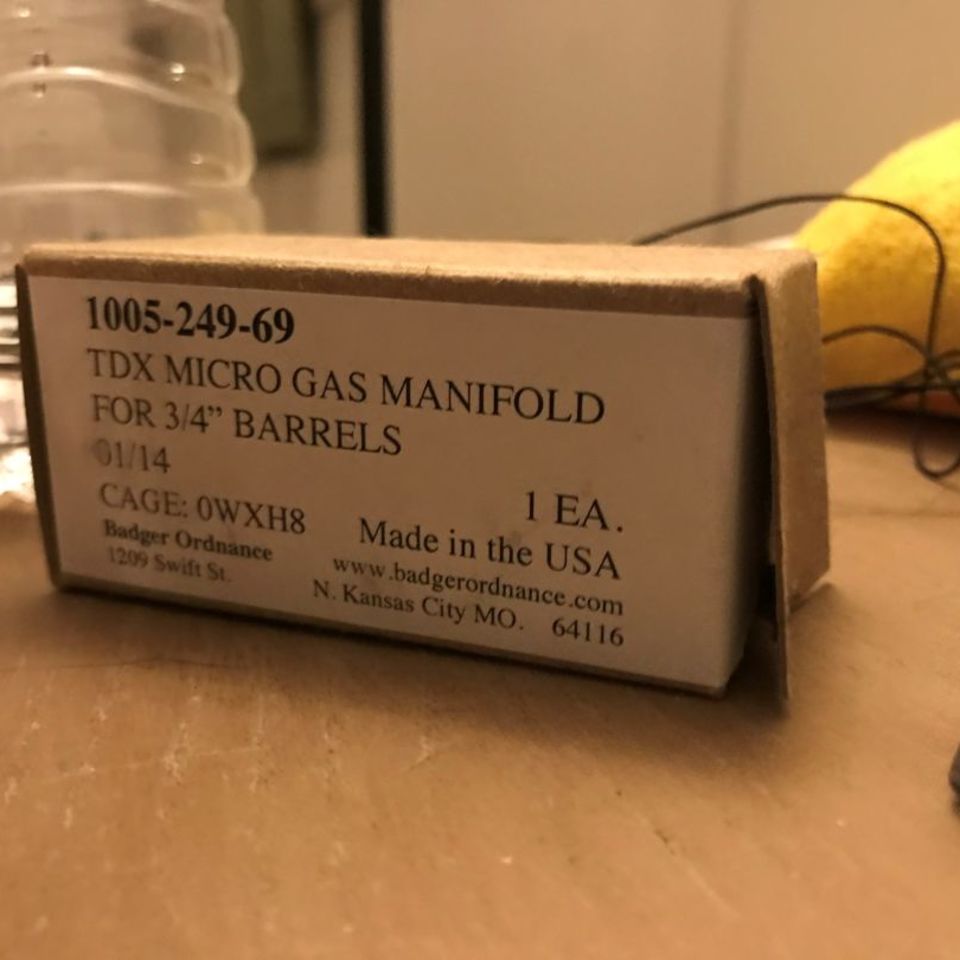 1005-249-69
TDX MICRO GAS MANIFOLD
FOR 3/4” BARRELS
01/14
1 EA.
CAGE: 0WXH8
Made in the USA
Badger Ordnance
www.badgerordnance.com
1209 Swift St.
N. Kansas City MO. 64116